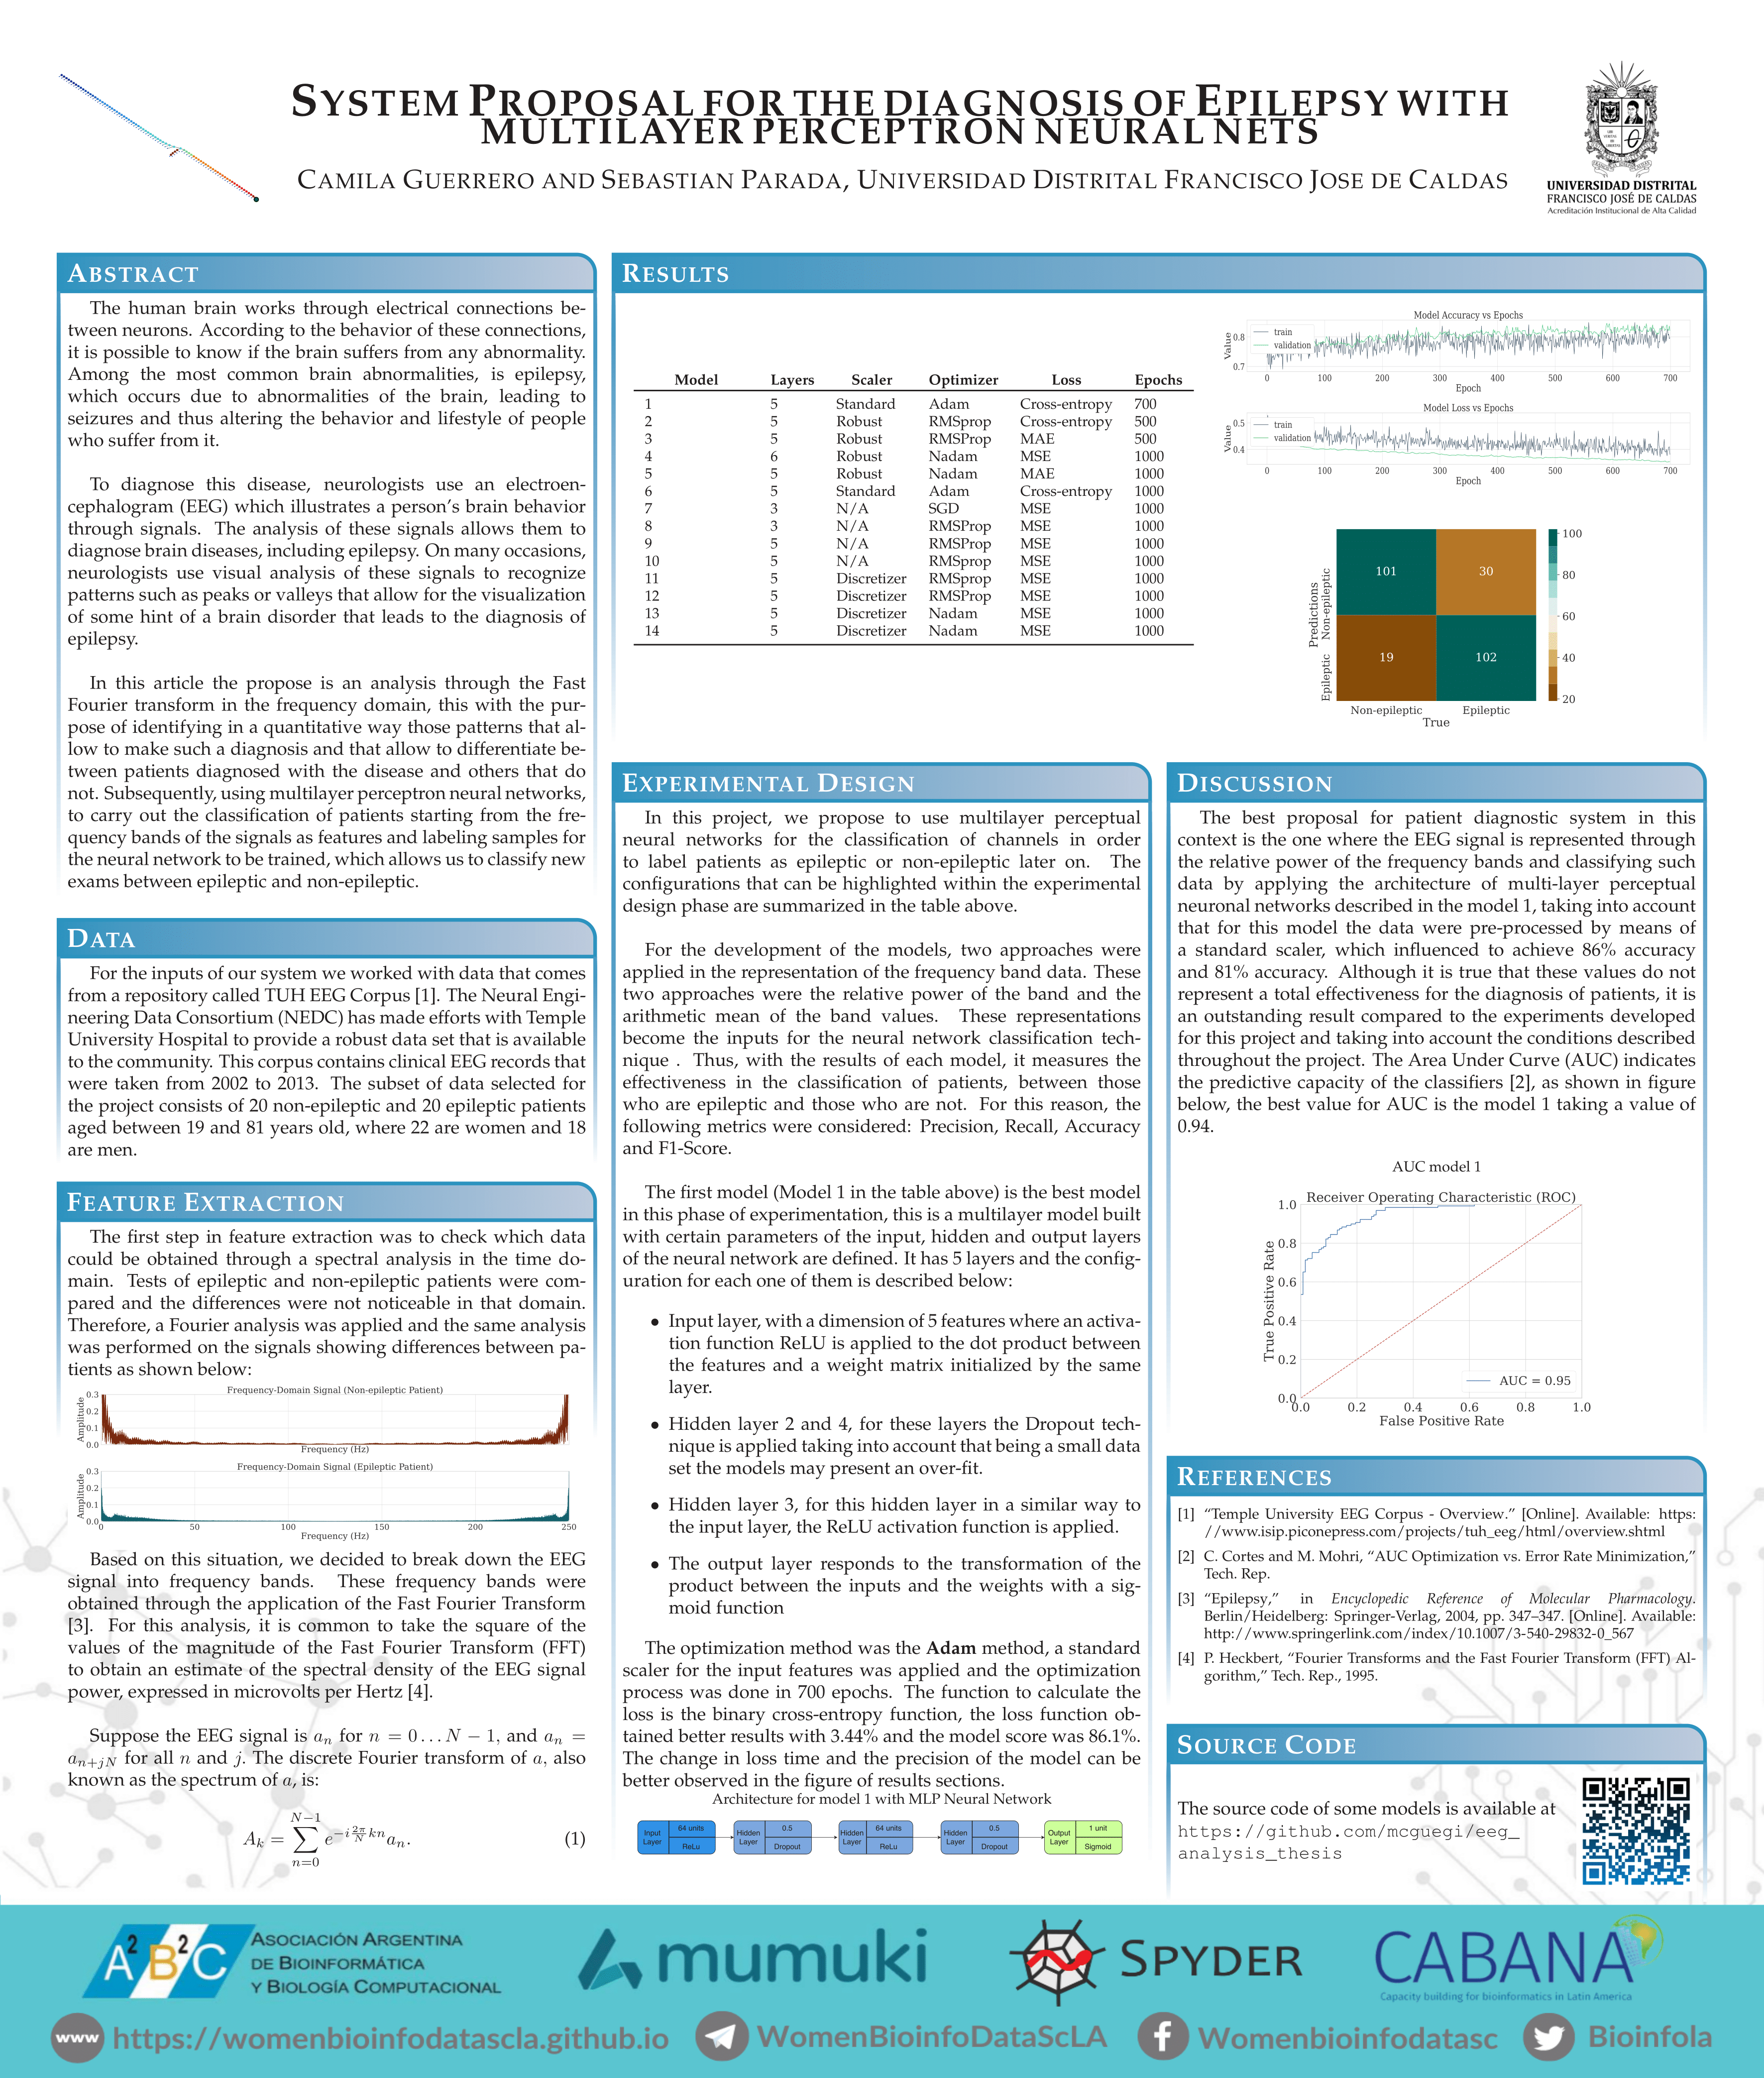 SYSTEM PROPOSAL FOR THE DIAGNOSIS OF EPILEPSY WITH
MULTILAYER PERCEPTRON NEURAL NETS
CAMILA GUERRERO AND SEBASTIAN PARADA, UNIVERSIDAD DISTRITAL FRANCISCO JOSE DE CALDAS
UNIVERSIDAD DISTRITAL
FRANCISCO JOSÉ DE CALDAS
Acreditación Institucional de Alta Calidad
ABSTRACT
The human brain works through electrical connections be-
tween neurons. According to the behavior of these connections,
it is possible to know if the brain suffers from any abnormality.
Among the most common brain abnormalities, is epilepsy,
which occurs due to abnormalities of the brain, leading to
seizures and thus altering the behavior and lifestyle of people
who suffer from it.
To diagnose this disease, neurologists use an electroen-
cephalogram (EEG) which illustrates a person's brain behavior
through signals. The analysis of these signals allows them to
diagnose brain diseases, including epilepsy. On many occasions,
neurologists use visual analysis of these signals to recognize
patterns such as peaks or valleys that allow for the visualization
of some hint of a brain disorder that leads to the diagnosis of
epilepsy.
In this article the propose is an analysis through the Fast
Fourier transform in the frequency domain, this with the pur-
pose of identifying in a quantitative way those patterns that al-
low to make such a diagnosis and that allow to differentiate be-
tween patients diagnosed with the disease and others that do
not. Subsequently, using multilayer perceptron neural networks,
to carry out the classification of patients starting from the fre-
quency bands of the signals as features and labeling samples for
the neural network to be trained, which allows us to classify new
exams between epileptic and non-epileptic.
DATA
For the inputs of our system we worked with data that comes
from a repository called TUH EEG Corpus [1]. The Neural Engi-
neering Data Consortium (NEDC) has made efforts with Temple
University Hospital to provide a robust data set that is available
to the community. This corpus contains clinical EEG records that
were taken from 2002 to 2013. The subset of data selected for
the project consists of 20 non-epileptic and 20 epileptic patients
aged between 19 and 81 years old, where 22 are women and 18
are men.
FEATURE EXTRACTION
The first step in feature extraction was to check which data
could be obtained through a spectral analysis in the time do-
main. Tests of epileptic and non-epileptic patients were com-
pared and the differences were not noticeable in that domain.
Therefore, a Fourier analysis was applied and the same analysis
was performed on the signals showing differences between pa-
tients as shown below:
Frequency-Domain Signal (Non-epileptic Patient)
Amplitude
0.3
0.2
0.1
0.0
Frequency (Hz)
Frequency-Domain Signal (Epileptic Patient)
Amplitude
0.3
0.2
0.1
0.0
0 50 100 150 200 250
Frequency (Hz)
Based on this situation, we decided to break down the EEG
signal into frequency bands. These frequency bands were
obtained through the application of the Fast Fourier Transform
[3]. For this analysis, it is common to take the square of the
values of the magnitude of the Fast Fourier Transform (FFT)
to obtain an estimate of the spectral density of the EEG signal
power, expressed in microvolts per Hertz [4].
Suppose the EEG signal is a_n for n = 0 . . . N − 1, and a_n =
a_{n+jN} for all n and j. The discrete Fourier transform of a, also
known as the spectrum of a, is:
A_k = \sum_{n=0}^{N-1} e^{-i \frac{2\pi}{N} kn} a_n. (1)
RESULTS
Model Layers Scaler Optimizer Loss Epochs
1 5 Standard Adam Cross-entropy 700
2 5 Robust RMSprop Cross-entropy 500
3 5 Robust RMSProp MAE 500
4 6 Robust Nadam MSE 1000
5 5 Robust Nadam MAE 1000
6 5 Standard Adam Cross-entropy 1000
7 3 N/A SGD MSE 1000
8 3 N/A RMSProp MSE 1000
9 5 N/A RMSProp MSE 1000
10 5 N/A RMSprop MSE 1000
11 5 Discretizer RMSprop MSE 1000
12 5 Discretizer RMSProp MSE 1000
13 5 Discretizer Nadam MSE 1000
14 5 Discretizer Nadam MSE 1000
Model Accuracy vs Epochs
Value
0.8
0.7
train
validation
0 100 200 300 400 500 600 700
Epoch
Model Loss vs Epochs
Value
0.5
0.4
train
validation
0 100 200 300 400 500 600 700
Epoch
Predictions
Non-epileptic
Epileptic
101 30
19 102
Non-epileptic Epileptic
True
100
80
60
40
20
EXPERIMENTAL DESIGN
In this project, we propose to use multilayer perceptual
neural networks for the classification of channels in order
to label patients as epileptic or non-epileptic later on. The
configurations that can be highlighted within the experimental
design phase are summarized in the table above.
For the development of the models, two approaches were
applied in the representation of the frequency band data. These
two approaches were the relative power of the band and the
arithmetic mean of the band values. These representations
become the inputs for the neural network classification tech-
nique . Thus, with the results of each model, it measures the
effectiveness in the classification of patients, between those
who are epileptic and those who are not. For this reason, the
following metrics were considered: Precision, Recall, Accuracy
and F1-Score.
The first model (Model 1 in the table above) is the best model
in this phase of experimentation, this is a multilayer model built
with certain parameters of the input, hidden and output layers
of the neural network are defined. It has 5 layers and the config-
uration for each one of them is described below:
• Input layer, with a dimension of 5 features where an activa-
tion function ReLU is applied to the dot product between
the features and a weight matrix initialized by the same
layer.
• Hidden layer 2 and 4, for these layers the Dropout tech-
nique is applied taking into account that being a small data
set the models may present an over-fit.
• Hidden layer 3, for this hidden layer in a similar way to
the input layer, the ReLU activation function is applied.
• The output layer responds to the transformation of the
product between the inputs and the weights with a sig-
moid function
The optimization method was the Adam method, a standard
scaler for the input features was applied and the optimization
process was done in 700 epochs. The function to calculate the
loss is the binary cross-entropy function, the loss function ob-
tained better results with 3.44% and the model score was 86.1%.
The change in loss time and the precision of the model can be
better observed in the figure of results sections.
Architecture for model 1 with MLP Neural Network
Input Layer 64 units ReLu
Hidden Layer 0.5 Dropout
Hidden Layer 64 units ReLu
Hidden Layer 0.5 Dropout
Output Layer 1 unit Sigmoid
DISCUSSION
The best proposal for patient diagnostic system in this
context is the one where the EEG signal is represented through
the relative power of the frequency bands and classifying such
data by applying the architecture of multi-layer perceptual
neuronal networks described in the model 1, taking into account
that for this model the data were pre-processed by means of
a standard scaler, which influenced to achieve 86% accuracy
and 81% accuracy. Although it is true that these values do not
represent a total effectiveness for the diagnosis of patients, it is
an outstanding result compared to the experiments developed
for this project and taking into account the conditions described
throughout the project. The Area Under Curve (AUC) indicates
the predictive capacity of the classifiers [2], as shown in figure
below, the best value for AUC is the model 1 taking a value of
0.94.
AUC model 1
Receiver Operating Characteristic (ROC)
True Positive Rate
1.0
0.8
0.6
0.4
0.2
0.0
AUC = 0.95
0.0 0.2 0.4 0.6 0.8 1.0
False Positive Rate
REFERENCES
[1] “Temple University EEG Corpus - Overview.” [Online]. Available: https:
//www.isip.piconepress.com/projects/tuh_eeg/html/overview.shtml
[2] C. Cortes and M. Mohri, “AUC Optimization vs. Error Rate Minimization,”
Tech. Rep.
[3] “Epilepsy,” in Encyclopedic Reference of Molecular Pharmacology.
Berlin/Heidelberg: Springer-Verlag, 2004, pp. 347–347. [Online]. Available:
http://www.springerlink.com/index/10.1007/3-540-29832-0_567
[4] P. Heckbert, “Fourier Transforms and the Fast Fourier Transform (FFT) Al-
gorithm,” Tech. Rep., 1995.
SOURCE CODE
The source code of some models is available at
https://github.com/mcguegi/eeg_
analysis_thesis
A2B2C
ASOCIACIÓN ARGENTINA
DE BIOINFORMÁTICA
Y BIOLOGÍA COMPUTACIONAL
mumuki
SPYDER
CABANA
Capacity building for bioinformatics in Latin America
www https://womenbioinfodatascla.github.io
WomenBioinfoDataScLA
Womenbioinfodatasc
Bioinfola